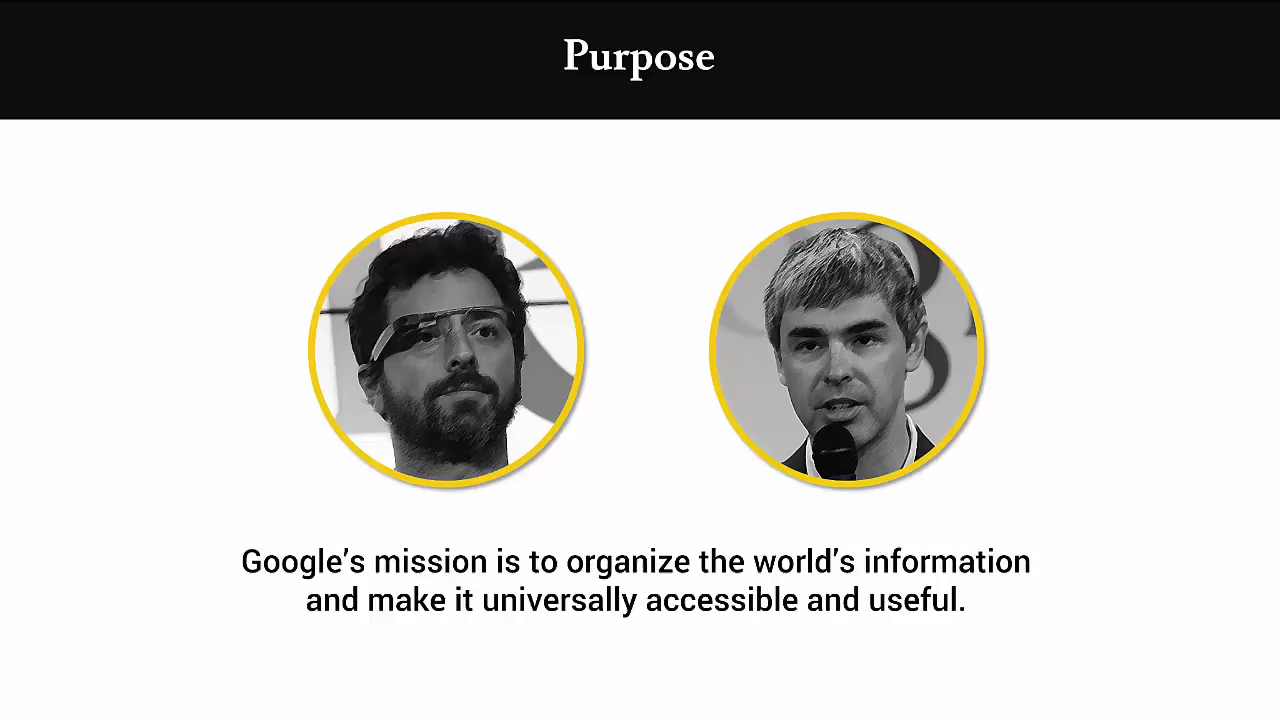 Purpose
Google’s mission is to organize the world’s information
and make it universally accessible and useful.